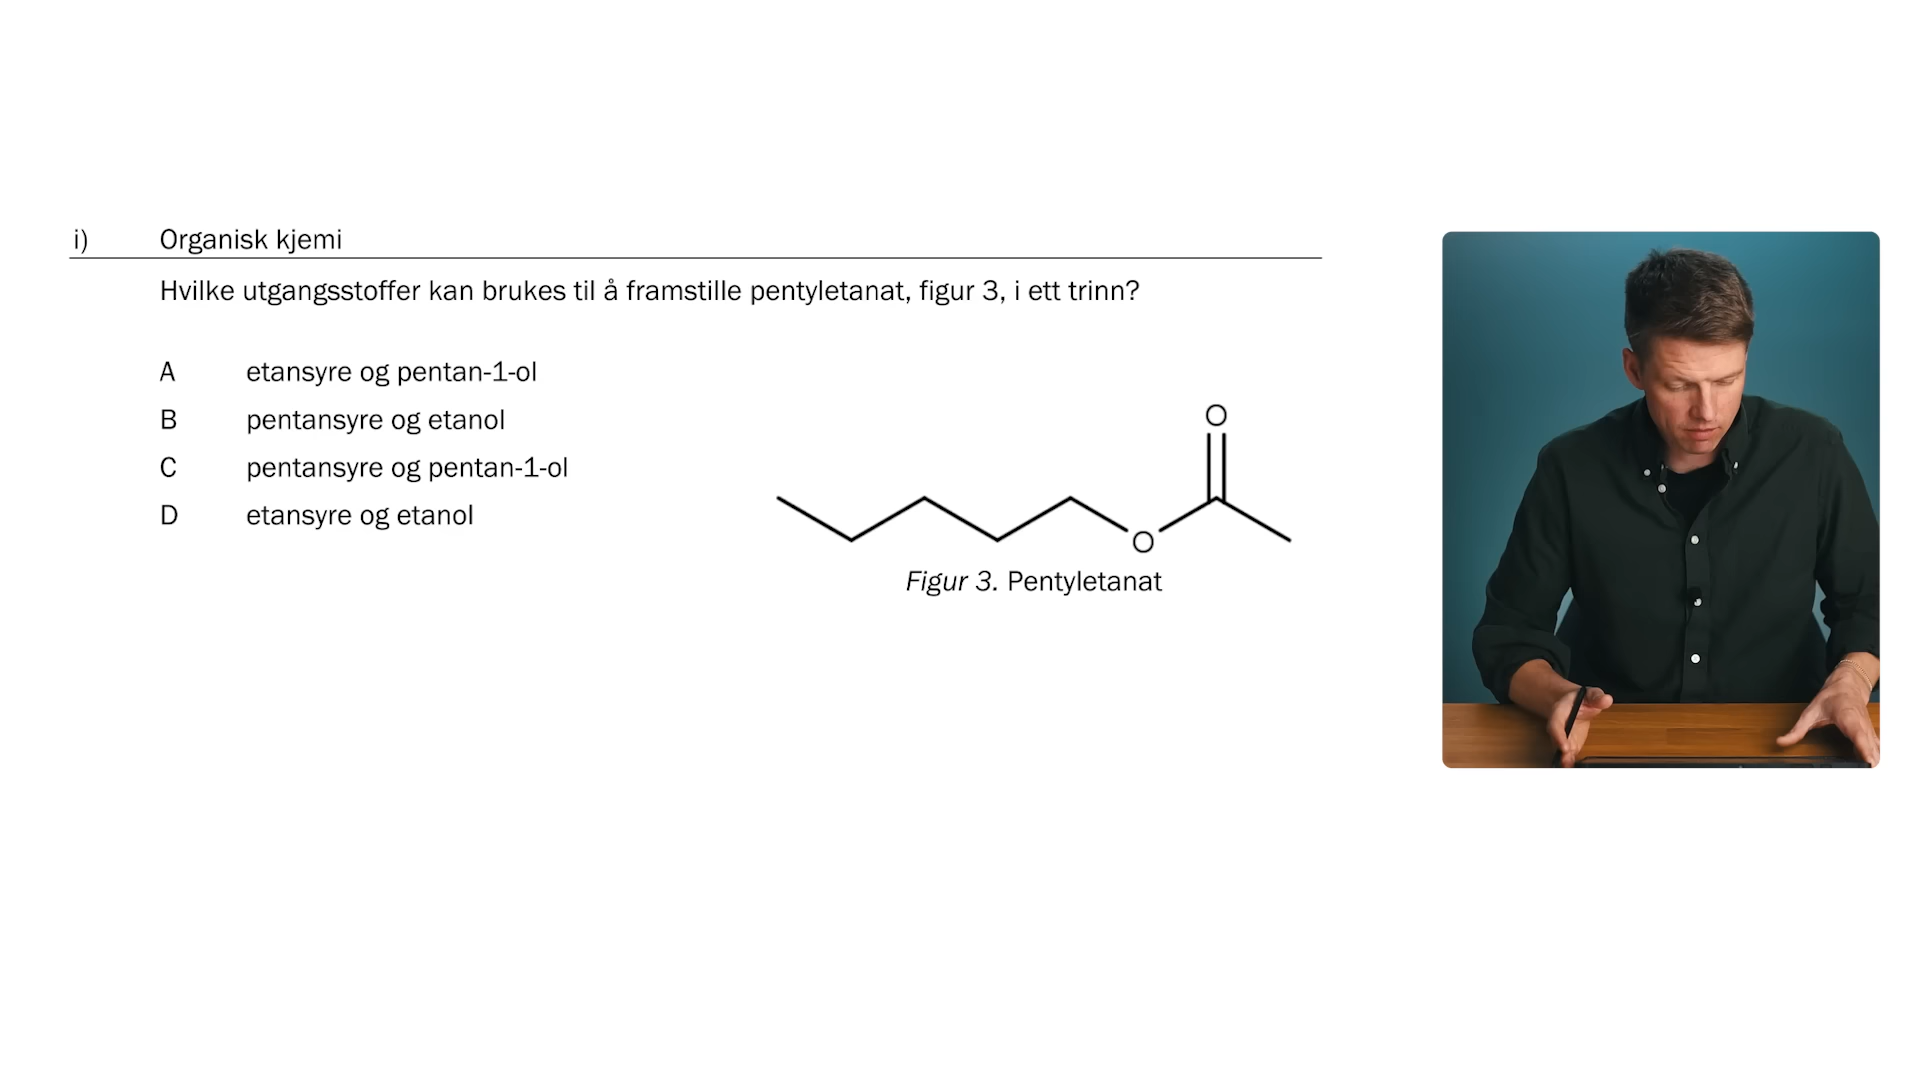 i) Organisk kjemi
Hvilke utgangsstoffer kan brukes til å framstille pentyletanat, figur 3, i ett trinn?
A etansyre og pentan-1-ol
B pentansyre og etanol
C pentansyre og pentan-1-ol
D etansyre og etanol
O
O
Figur 3. Pentyletanat